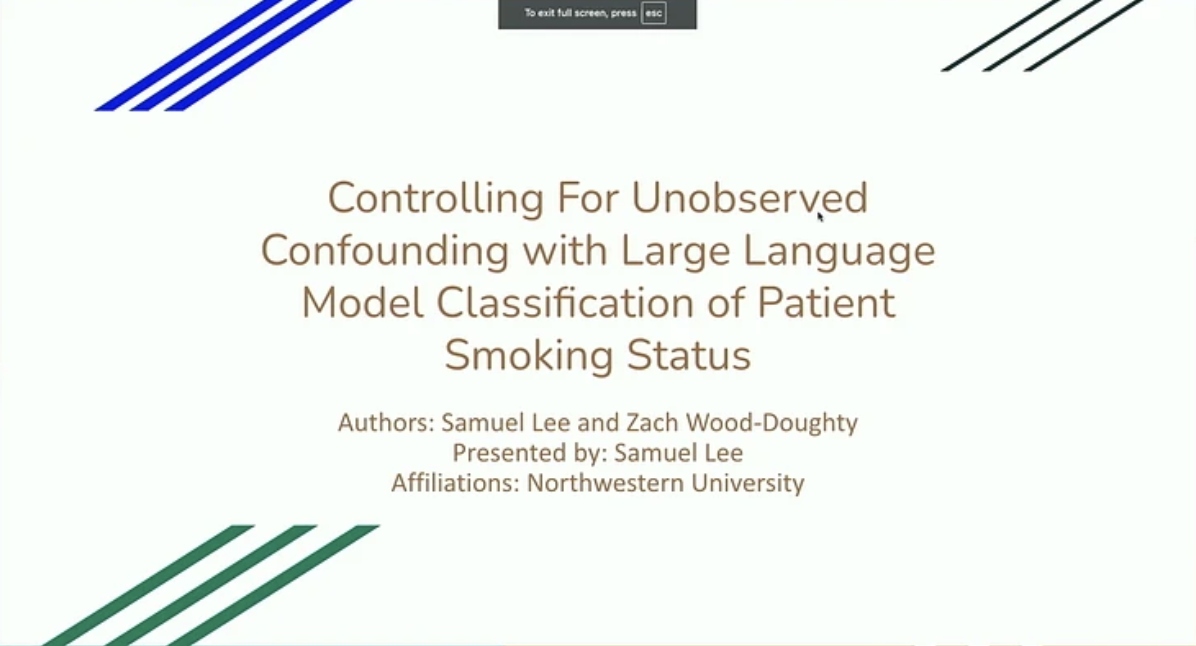 To exit full screen, press esc
Controlling For Unobserved
Confounding with Large Language
Model Classification of Patient
Smoking Status
Authors: Samuel Lee and Zach Wood-Doughty
Presented by: Samuel Lee
Affiliations: Northwestern University